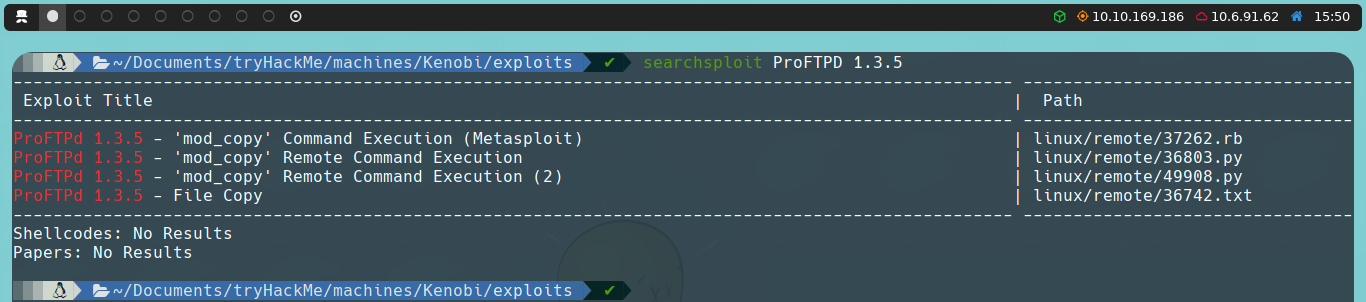 10.10.169.186 10.6.91.62 15:50
~/Documents/tryHackMe/machines/Kenobi/exploits ✔ searchsploit ProFTPD 1.3.5
---------------------------------------------------------------------------------------------------- ---------------------------------
Exploit Title | Path
---------------------------------------------------------------------------------------------------- ---------------------------------
ProFTPd 1.3.5 - 'mod_copy' Command Execution (Metasploit) | linux/remote/37262.rb
ProFTPd 1.3.5 - 'mod_copy' Remote Command Execution | linux/remote/36803.py
ProFTPd 1.3.5 - 'mod_copy' Remote Command Execution (2) | linux/remote/49908.py
ProFTPd 1.3.5 - File Copy | linux/remote/36742.txt
---------------------------------------------------------------------------------------------------- ---------------------------------
Shellcodes: No Results
Papers: No Results
~/Documents/tryHackMe/machines/Kenobi/exploits ✔